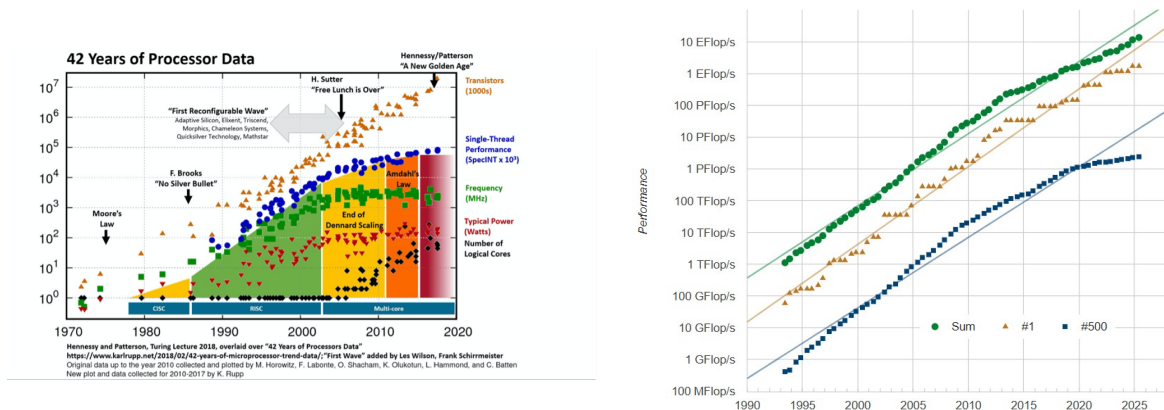 42 Years of Processor Data
Hennessy/Patterson
“A New Golden Age”
H. Sutter
“Free Lunch is Over”
Transistors
(1000s)
“First Reconfigurable Wave”
Adaptive Silicon, Elixent, Triscend,
Morphics, Chameleon Systems,
Quicksilver Technology, Mathstar
Single-Thread
Performance
(SpecINT x 10³)
F. Brooks
“No Silver Bullet”
Amdahl’s
Law
Frequency
(MHz)
Moore’s
Law
End of
Dennard Scaling
Typical Power
(Watts)
Number of
Logical Cores
10⁷
10⁶
10⁵
10⁴
10³
10²
10¹
10⁰
CISC
RISC
Multi-core
1970
1980
1990
2000
2010
2020
Hennessy and Patterson, Turing Lecture 2018, overlaid over “42 Years of Processors Data”
https://www.karlrupp.net/2018/02/42-years-of-microprocessor-trend-data/; “First Wave” added by Les Wilson, Frank Schirrmeister
Original data up to the year 2010 collected and plotted by M. Horowitz, F. Labonte, O. Shacham, K. Olukotun, L. Hammond, and C. Batten
New plot and data collected for 2010-2017 by K. Rupp
Performance
10 EFlop/s
1 EFlop/s
100 PFlop/s
10 PFlop/s
1 PFlop/s
100 TFlop/s
10 TFlop/s
1 TFlop/s
100 GFlop/s
10 GFlop/s
1 GFlop/s
100 MFlop/s
Sum
#1
#500
1990
1995
2000
2005
2010
2015
2020
2025